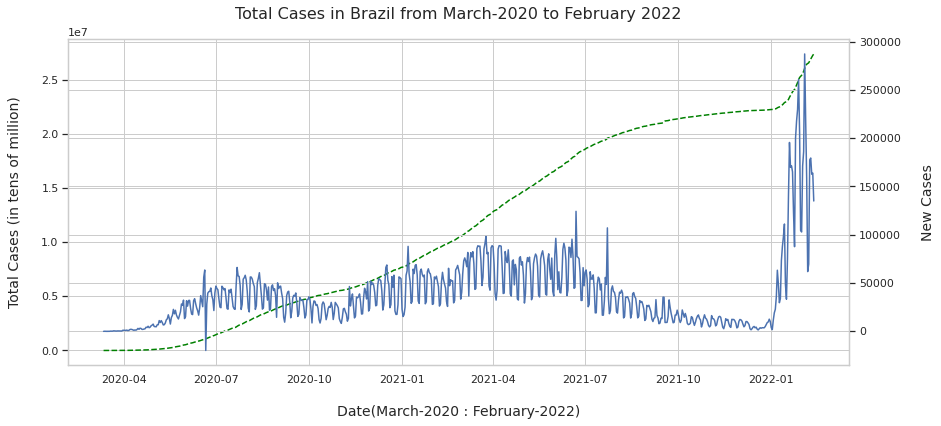 Total Cases in Brazil from March-2020 to February 2022
1e7
Total Cases (in tens of million)
2.5
2.0
1.5
1.0
0.5
0.0
300000
250000
200000
150000
100000
50000
0
New Cases
2020-04 2020-07 2020-10 2021-01 2021-04 2021-07 2021-10 2022-01
Date(March-2020 : February-2022)